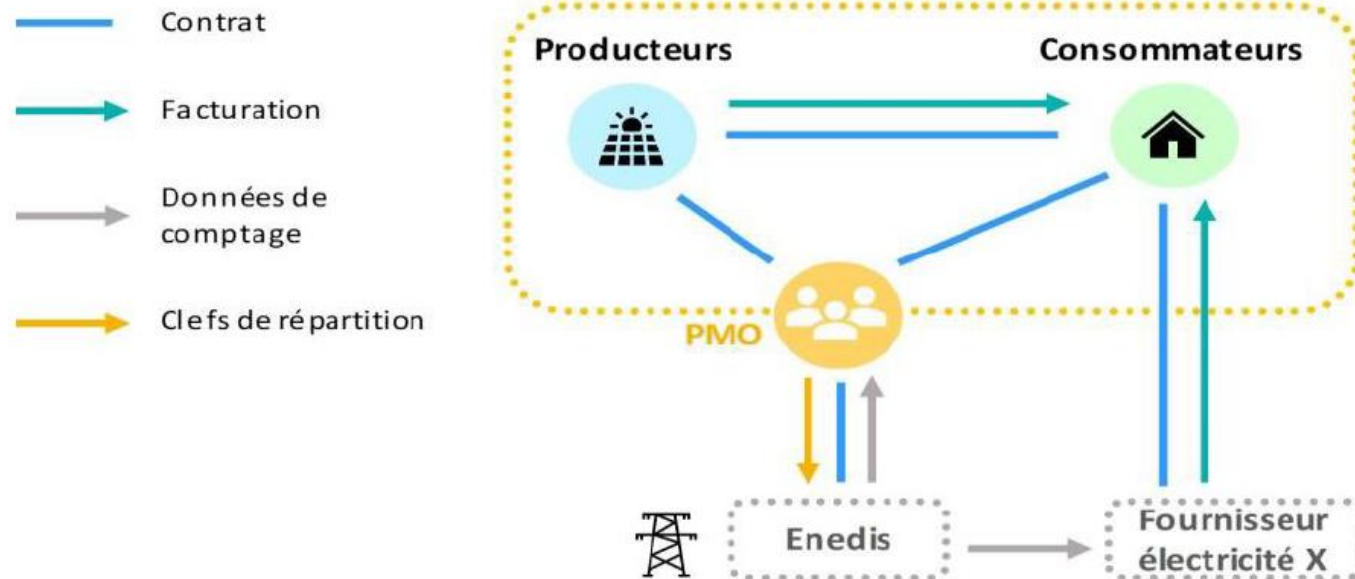 Contrat
Facturation
Données de
comptage
Clefs de répartition
Producteurs
Consommateurs
PMO
Enedis
Fournisseur
électricité X